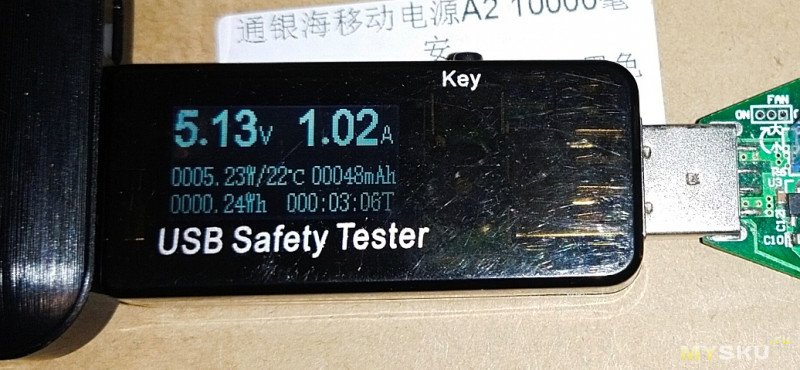 通银海移动电源A2 10000毫
安
色
Key
5.13V 1.02A
0005.23W/22℃ 00048mAh
0000.24Wh 000:03:06T
USB Safety Tester
FAN
ON
U3
C10
MYSKU